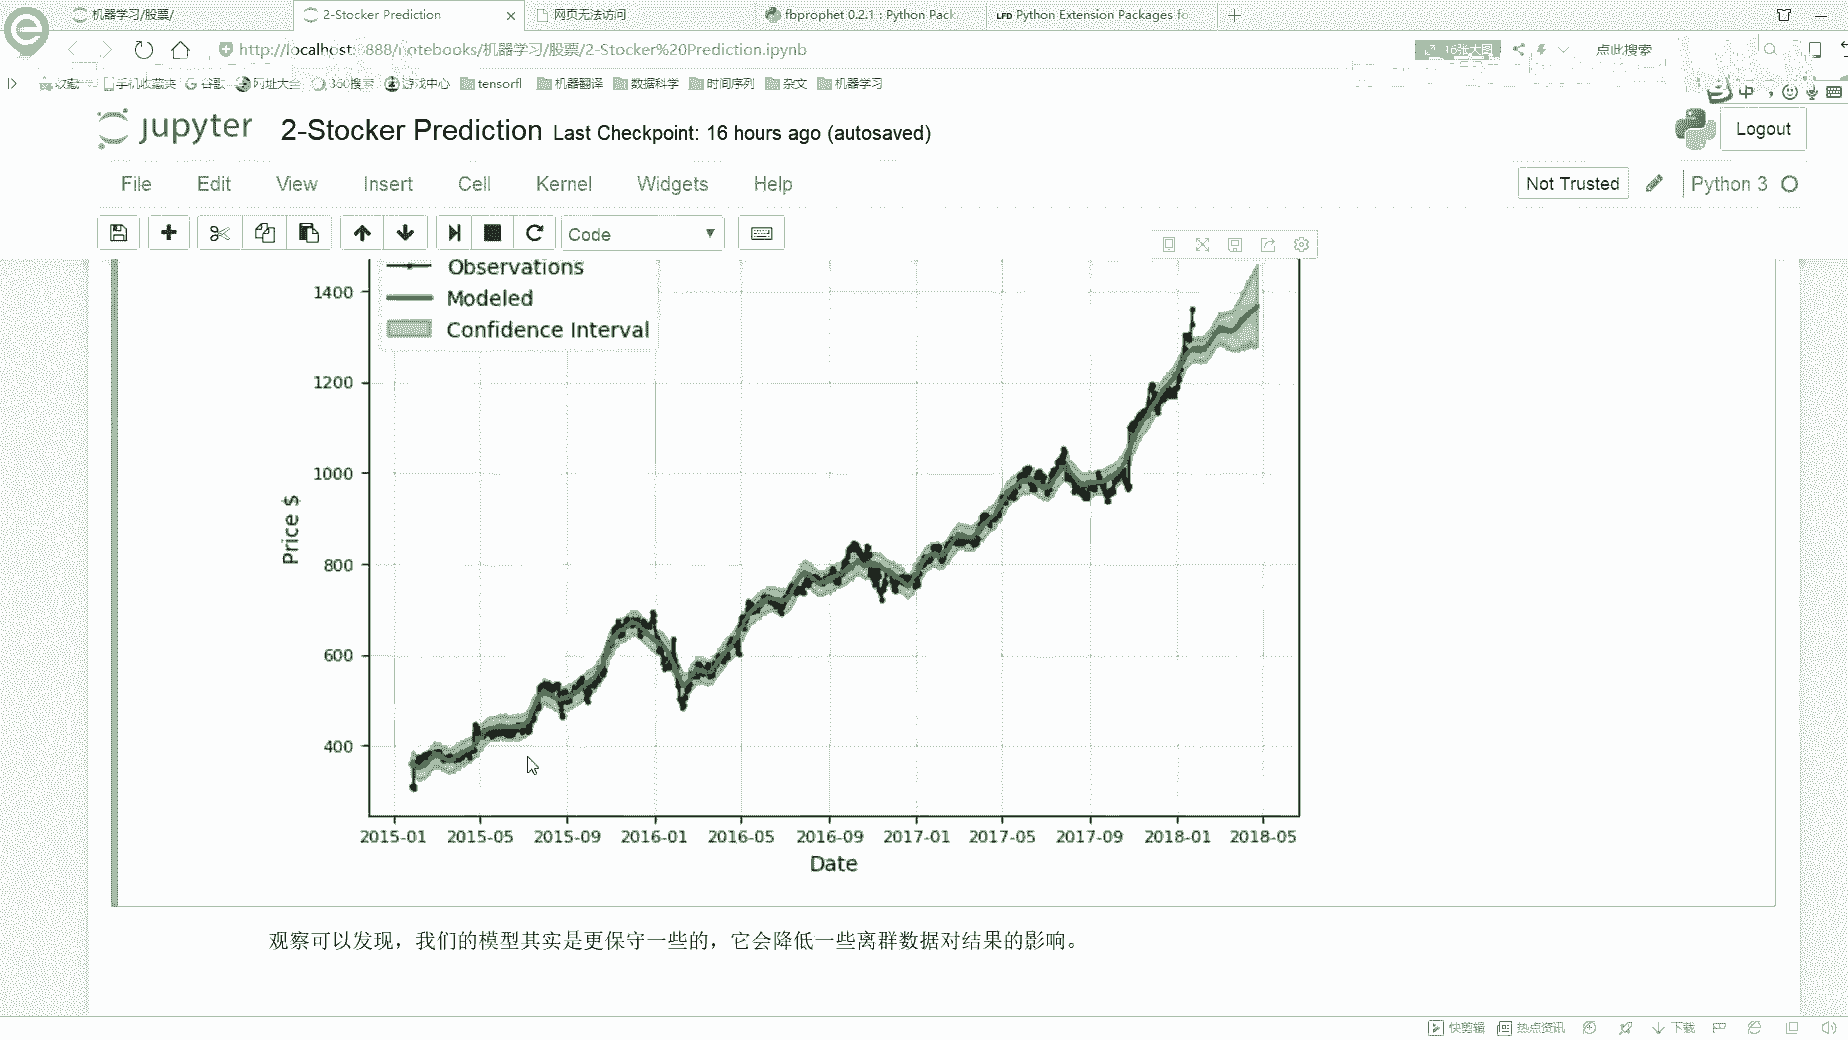 机器学习/股票/
2-Stocker Prediction
网页无法访问
fbprophet 0.2.1 : Python Pack
LFD Python Extension Packages fo
http://localhost:8888/notebooks/机器学习/股票/2-Stocker%20Prediction.ipynb
16张大图
点此搜索
收藏
手机收藏夹
谷歌
网址大全
360搜索
游戏中心
tensorfl
机器翻译
数据科学
时间序列
杂文
机器学习
中
jupyter
2-Stocker Prediction Last Checkpoint: 16 hours ago (autosaved)
Logout
File Edit View Insert Cell Kernel Widgets Help
Not Trusted
Python 3
Code
Observations
Modeled
Confidence Interval
1400
1200
1000
800
600
400
Price $
2015-01 2015-05 2015-09 2016-01 2016-05 2016-09 2017-01 2017-05 2017-09 2018-01 2018-05
Date
观察可以发现，我们的模型其实是更保守一些的，它会降低一些离群数据对结果的影响。
快剪辑
热点资讯
下载